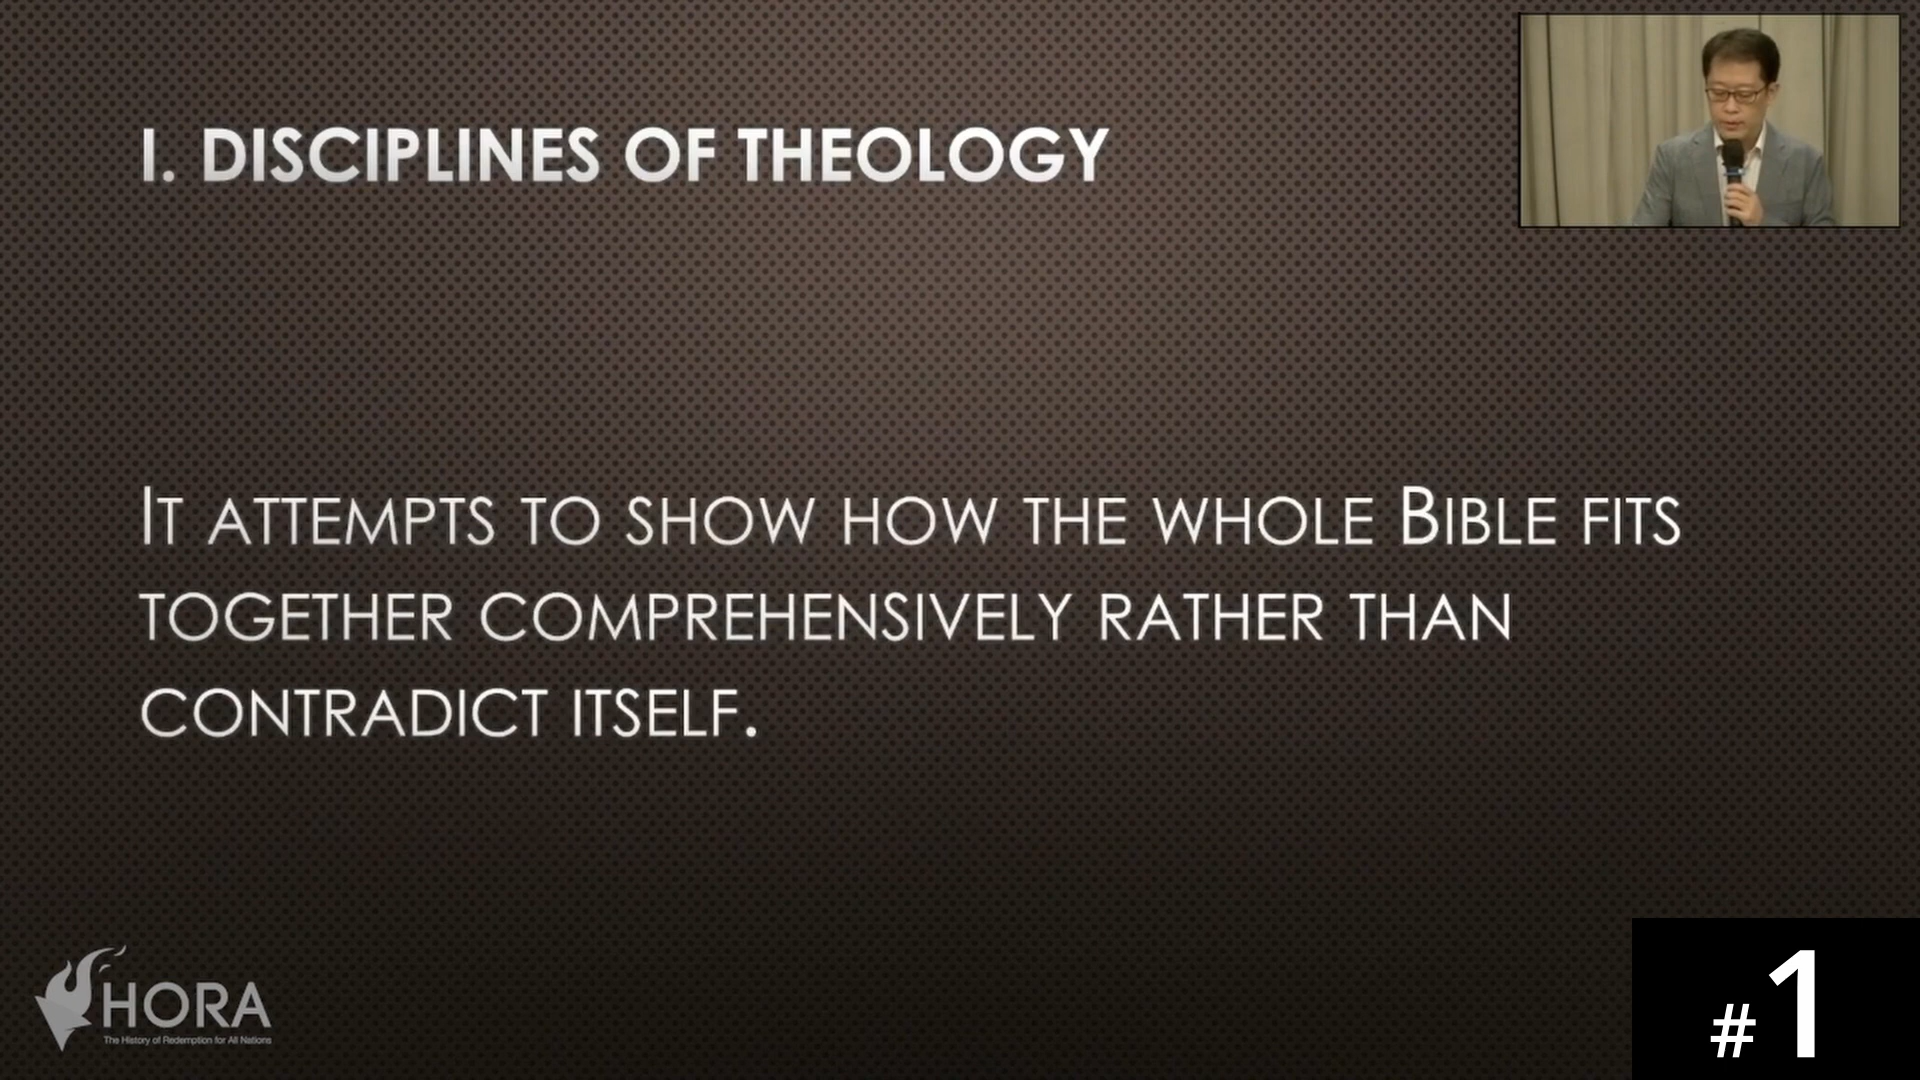 I. DISCIPLINES OF THEOLOGY
IT ATTEMPTS TO SHOW HOW THE WHOLE BIBLE FITS
TOGETHER COMPREHENSIVELY RATHER THAN
CONTRADICT ITSELF.
HORA
The History of Redemption for All Nations
#1